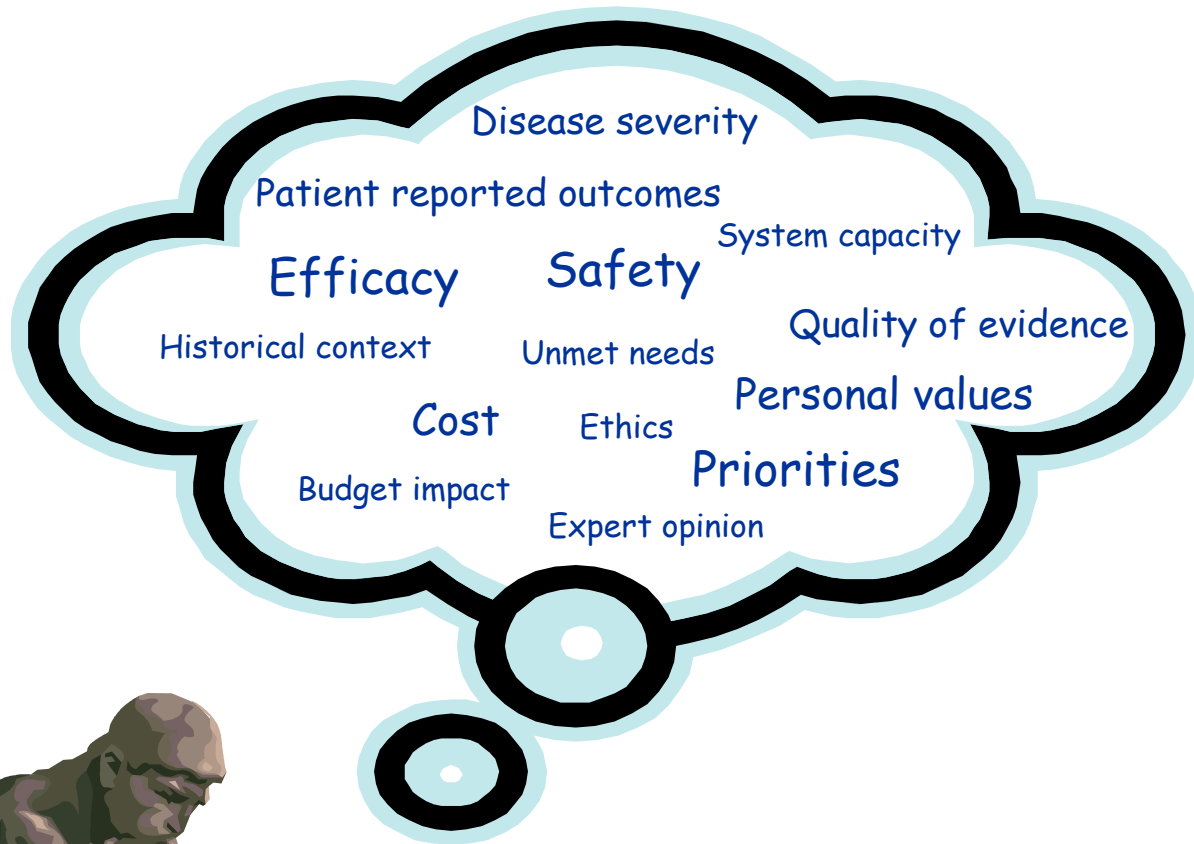 Disease severity
Patient reported outcomes
System capacity
Efficacy
Safety
Quality of evidence
Historical context
Unmet needs
Personal values
Cost
Ethics
Priorities
Budget impact
Expert opinion